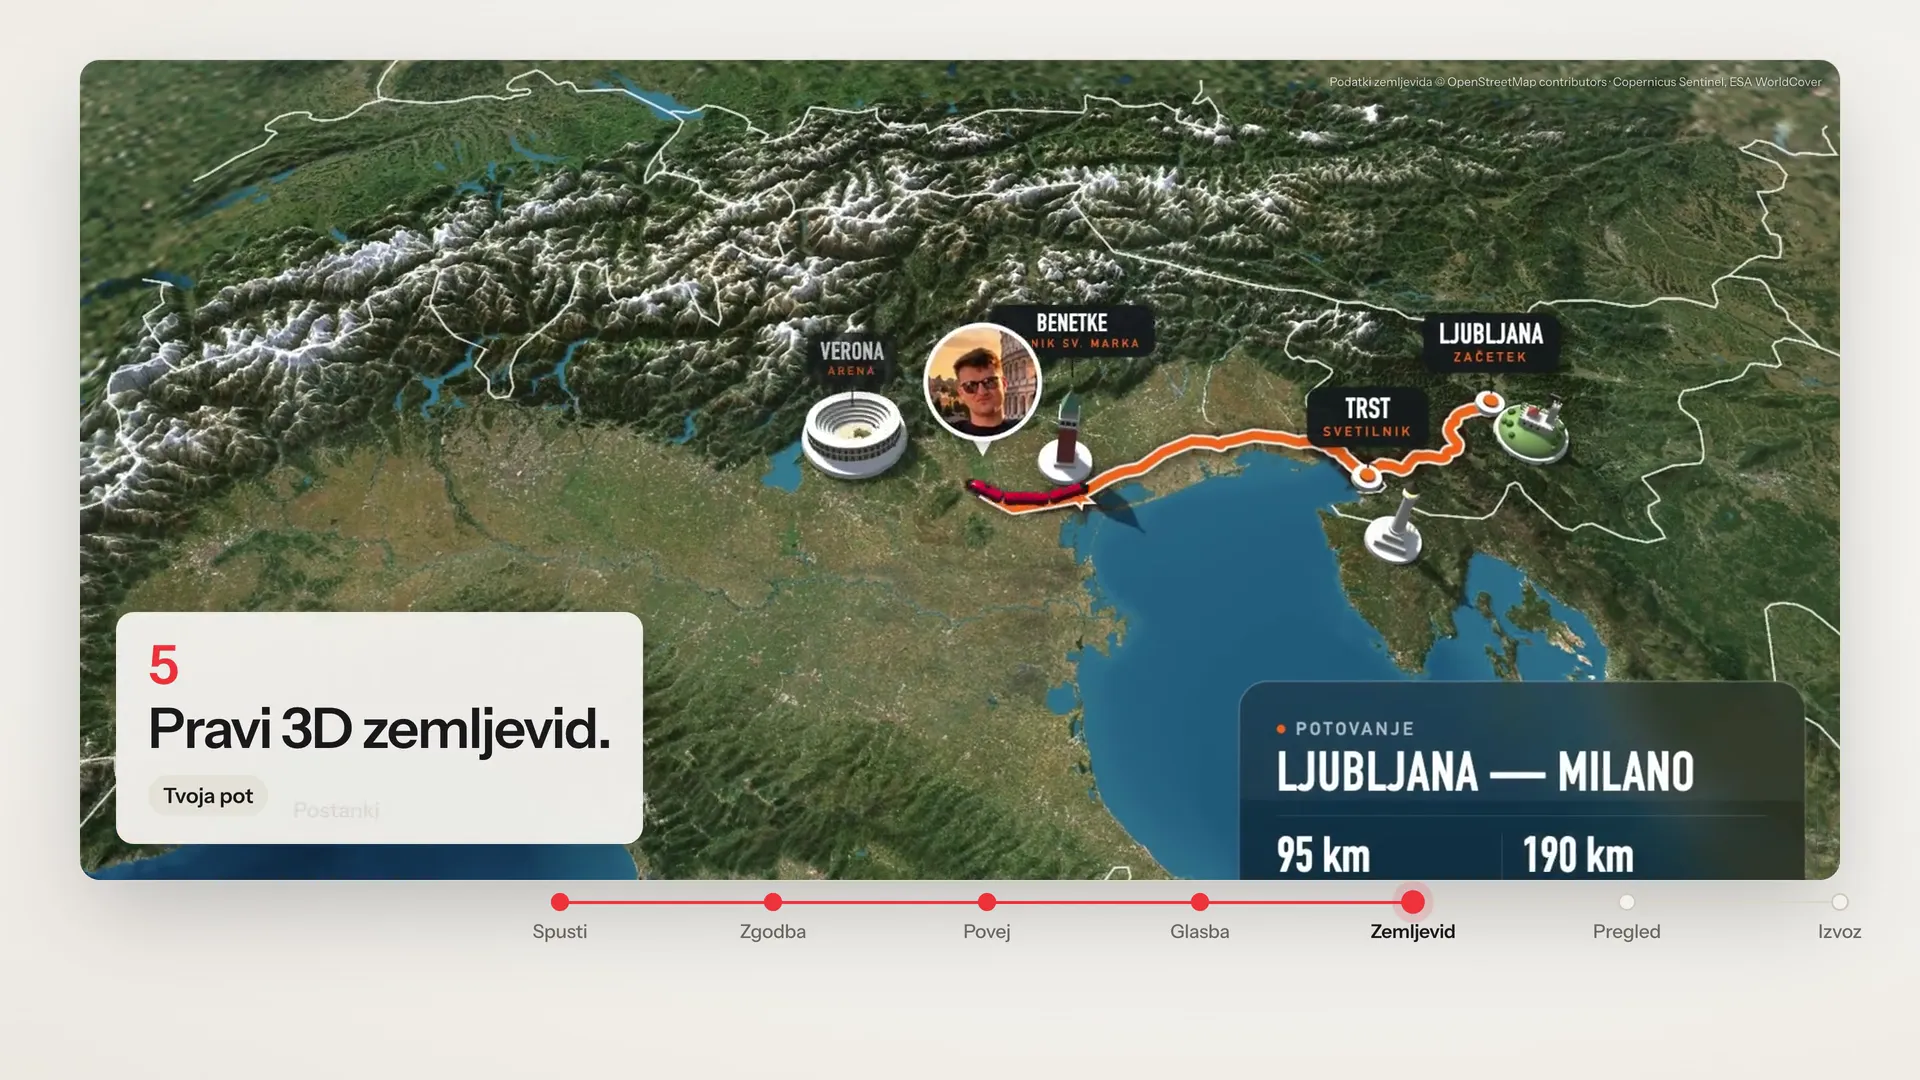 Podatki zemljevida © OpenStreetMap contributors · Copernicus Sentinel, ESA WorldCover
BENETKE
NIK SV. MARKA
LJUBLJANA
ZAČETEK
VERONA
ARENA
TRST
SVETILNIK
5
Pravi 3D zemljevid.
Tvoja pot
Postanki
POTOVANJE
LJUBLJANA — MILANO
95 km
190 km
Spusti
Zgodba
Povej
Glasba
Zemljevid
Pregled
Izvoz